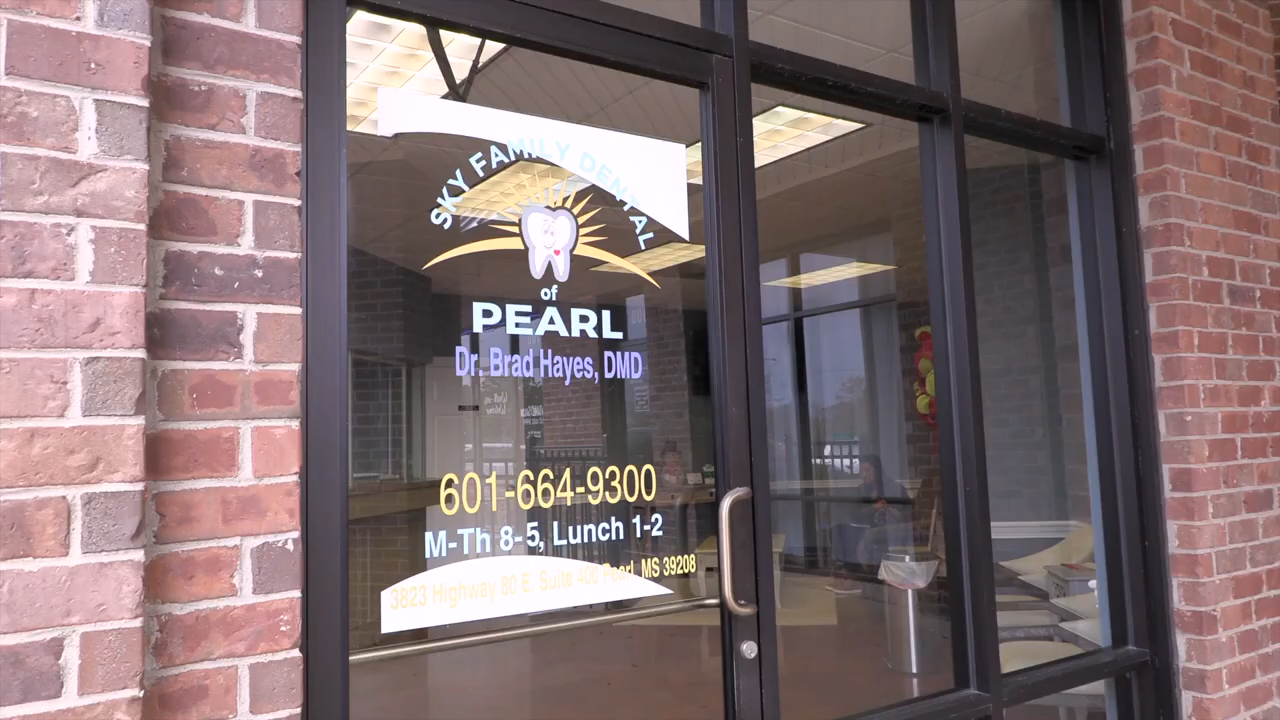 SKY FAMILY DENTAL
of
PEARL
Dr. Brad Hayes, DMD
601-664-9300
M-Th 8-5, Lunch 1-2
3823 Highway 80 E. Suite 400 Pearl, MS 39208